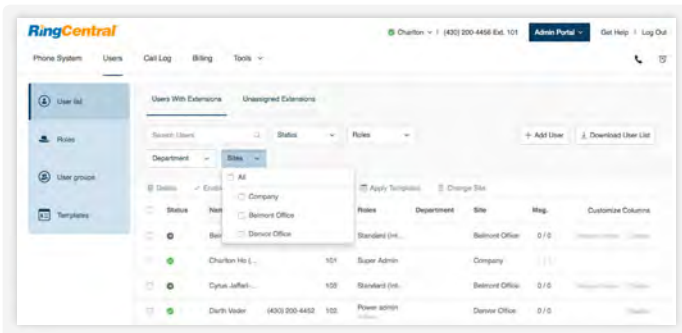 RingCentral
Charlton | (430) 200-4456 Ext. 101 Admin Portal Get Help | Log Out
Phone System Users Call Log Billing Tools
User list
Users With Extensions Unassigned Extensions
Search Users Status Roles + Add User Download User List
Roles
Department Sites
All
User groups
Delete Apply Templates Change Site
Company
Templates
Status Roles Department Site Msg. Customize Columns
Belmont Office
Denver Office
Standard (Int... Belmont Office 0/0
Charlton Ho (... 101 Super Admin Company
Cyrus Jaffari-... Standard (Int... Belmont Office 0/0
Darth Vader (430) 200-4452 102 Power admin Denver Office 0/0